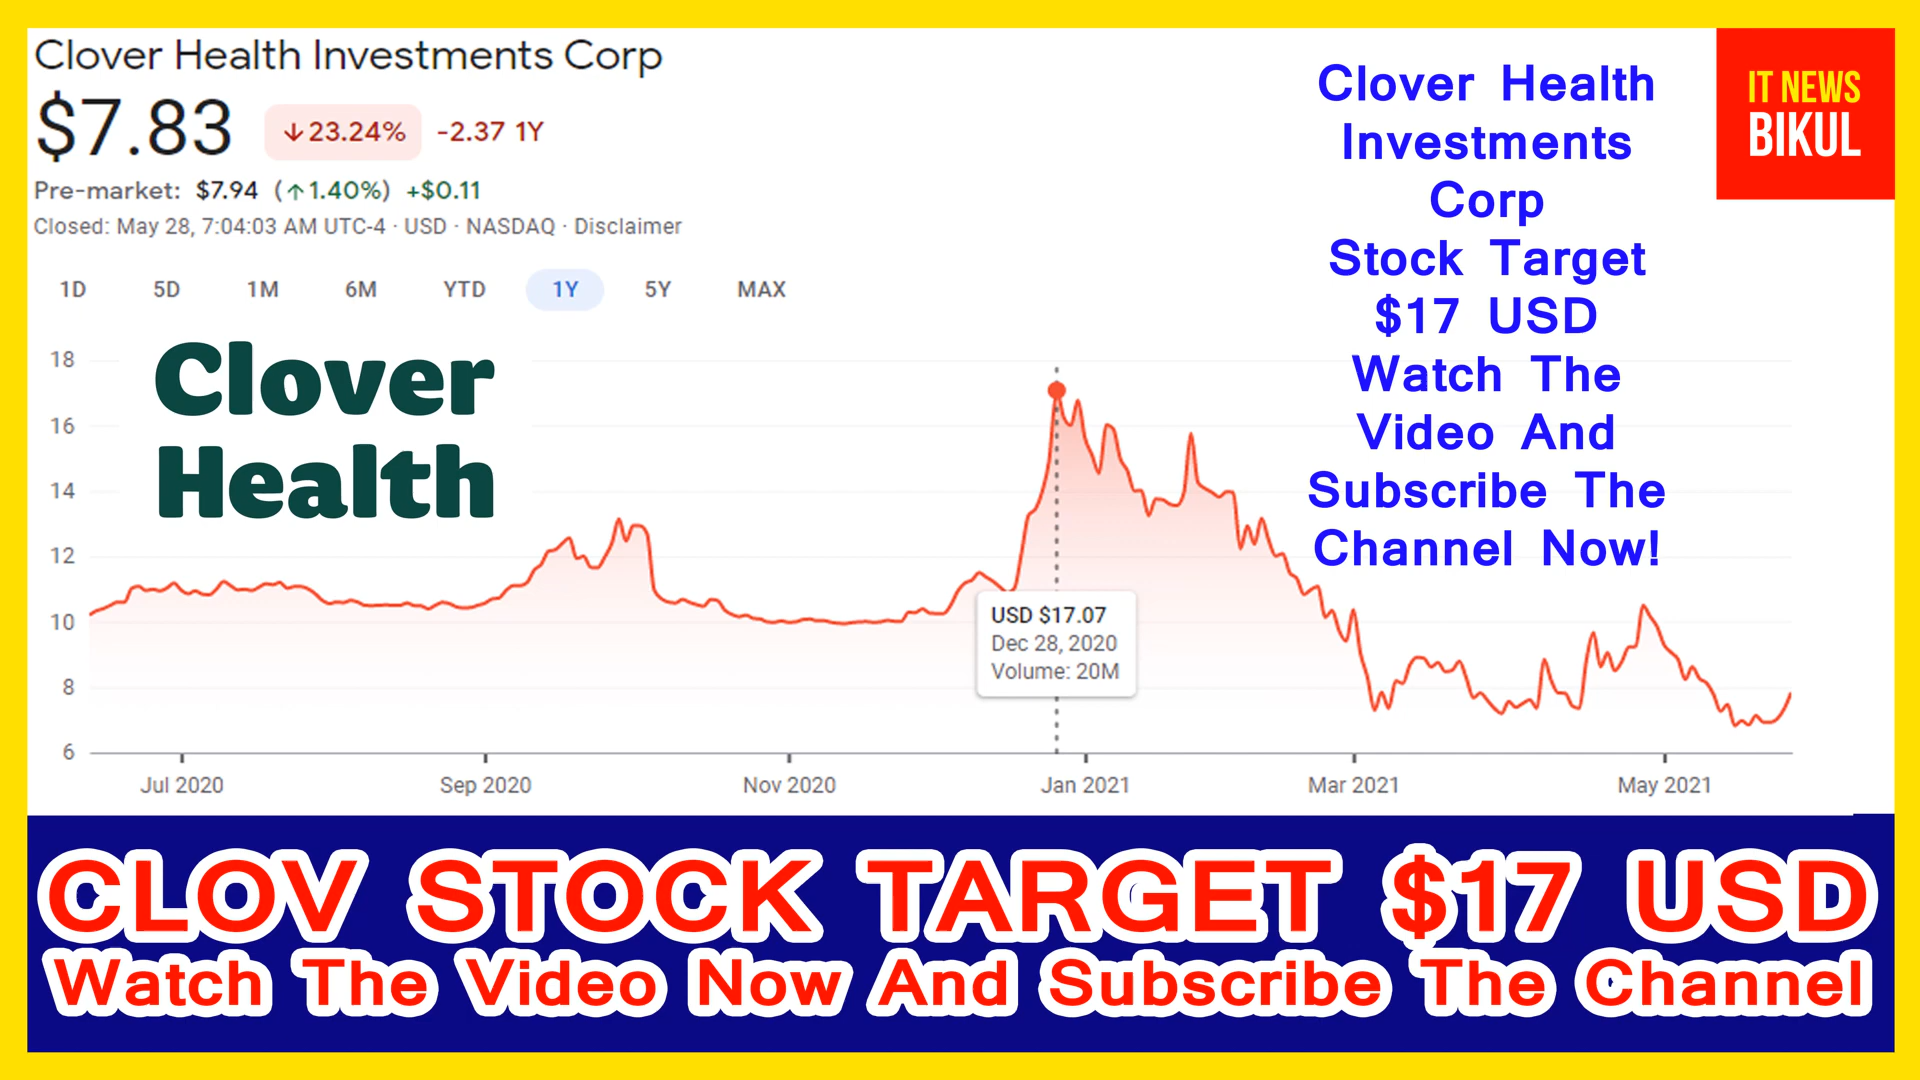 Clover Health Investments Corp
$7.83 ↓23.24% -2.37 1Y
Pre-market: $7.94 (↑1.40%) +$0.11
Closed: May 28, 7:04:03 AM UTC-4 · USD · NASDAQ · Disclaimer
1D 5D 1M 6M YTD 1Y 5Y MAX
Clover
Health
18
16
14
12
10
8
6
USD $17.07
Dec 28, 2020
Volume: 20M
Jul 2020 Sep 2020 Nov 2020 Jan 2021 Mar 2021 May 2021
Clover Health
Investments
Corp
Stock Target
$17 USD
Watch The
Video And
Subscribe The
Channel Now!
IT NEWS
BIKUL
CLOV STOCK TARGET $17 USD
Watch The Video Now And Subscribe The Channel